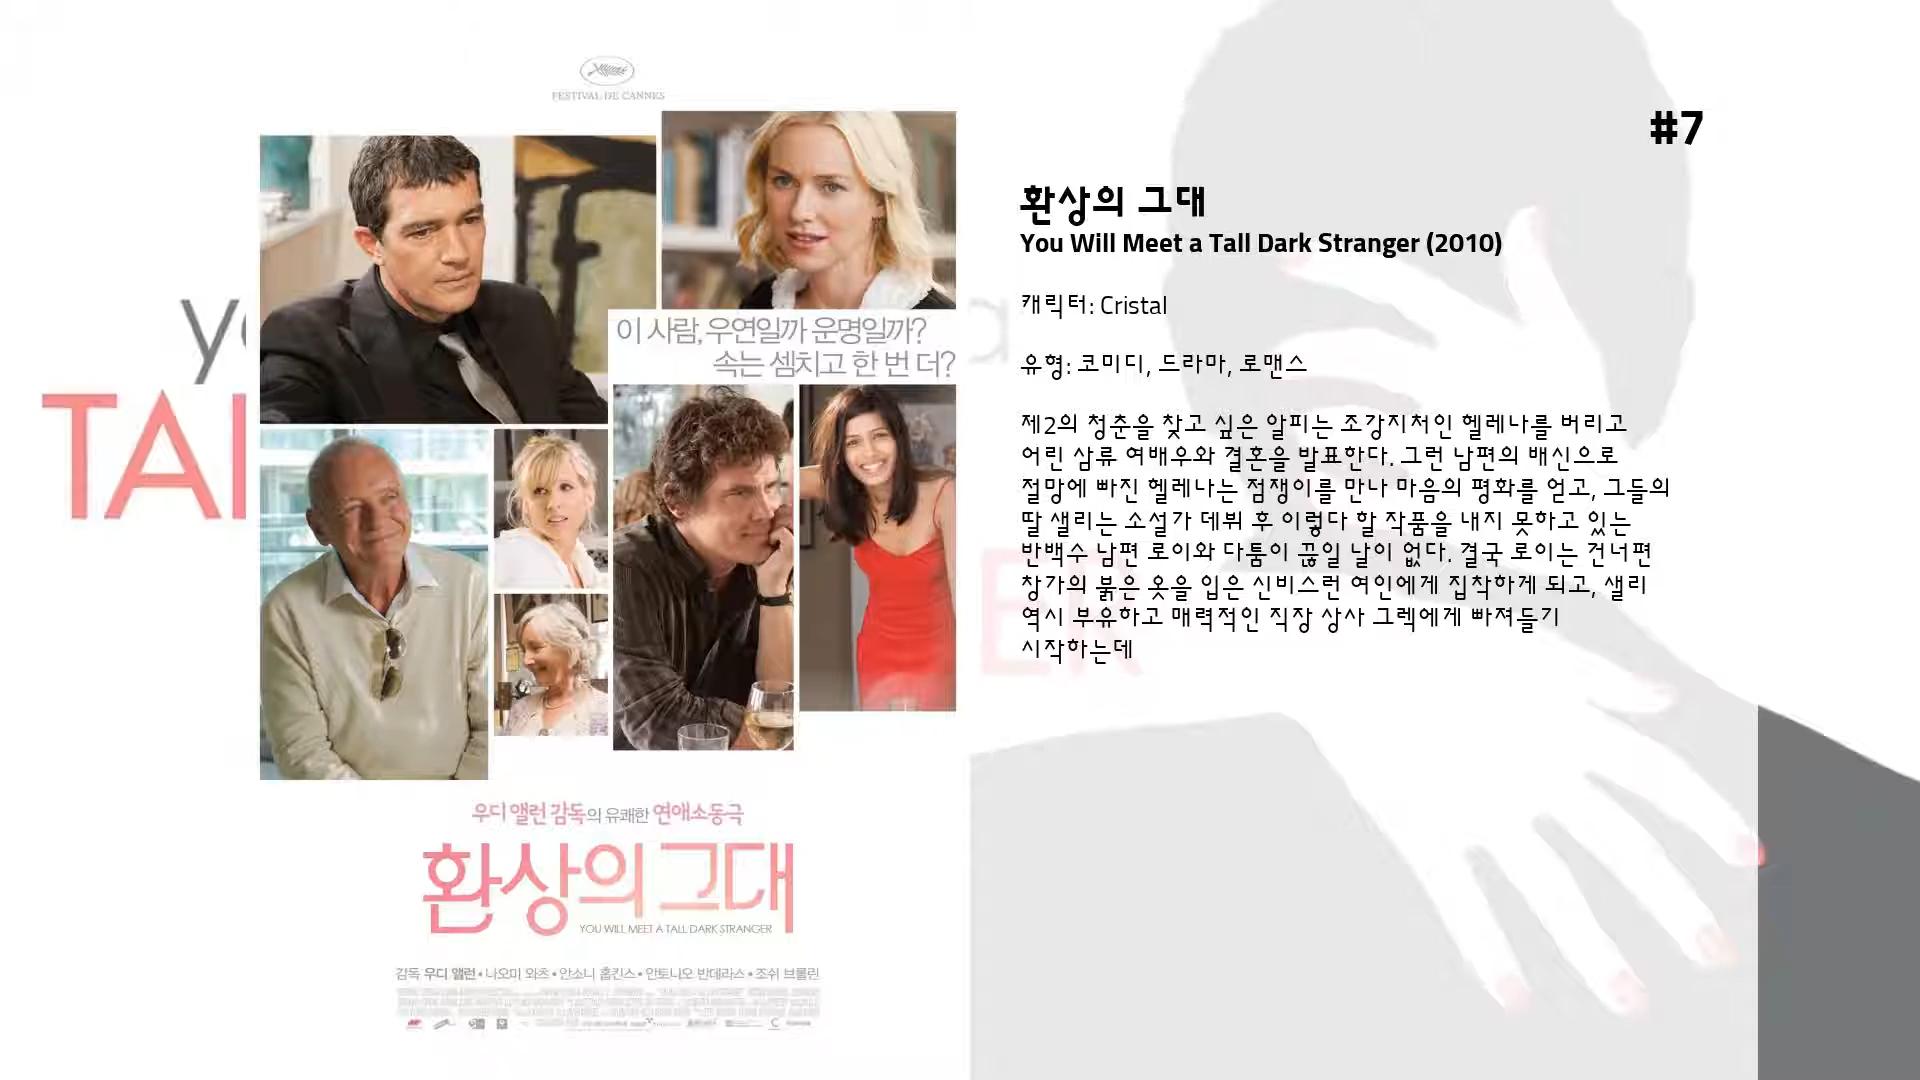 FESTIVAL DE CANNES
#7
환상의 그대
You Will Meet a Tall Dark Stranger (2010)
캐릭터: Cristal
유형: 코미디, 드라마, 로맨스
제2의 청춘을 찾고 싶은 알피는 조강지처인 헬레나를 버리고
어린 삼류 여배우와 결혼을 발표한다. 그런 남편의 배신으로
절망에 빠진 헬레나는 점쟁이를 만나 마음의 평화를 얻고, 그들의
딸 샐리는 소설가 데뷔 후 이렇다 할 작품을 내지 못하고 있는
반백수 남편 로이와 다툼이 끊일 날이 없다. 결국 로이는 건너편
창가의 붉은 옷을 입은 신비스런 여인에게 집착하게 되고, 샐리
역시 부유하고 매력적인 직장 상사 그렉에게 빠져들기
시작하는데
이 사람, 우연일까 운명일까?
속는 셈치고 한 번 더?
우디 앨런 감독의 유쾌한 연애소동극
환상의 그대
YOU WILL MEET A TALL DARK STRANGER
감독 우디 앨런 • 나오미 와츠 • 안소니 홉킨스 • 안토니오 반데라스 • 조쉬 브롤린